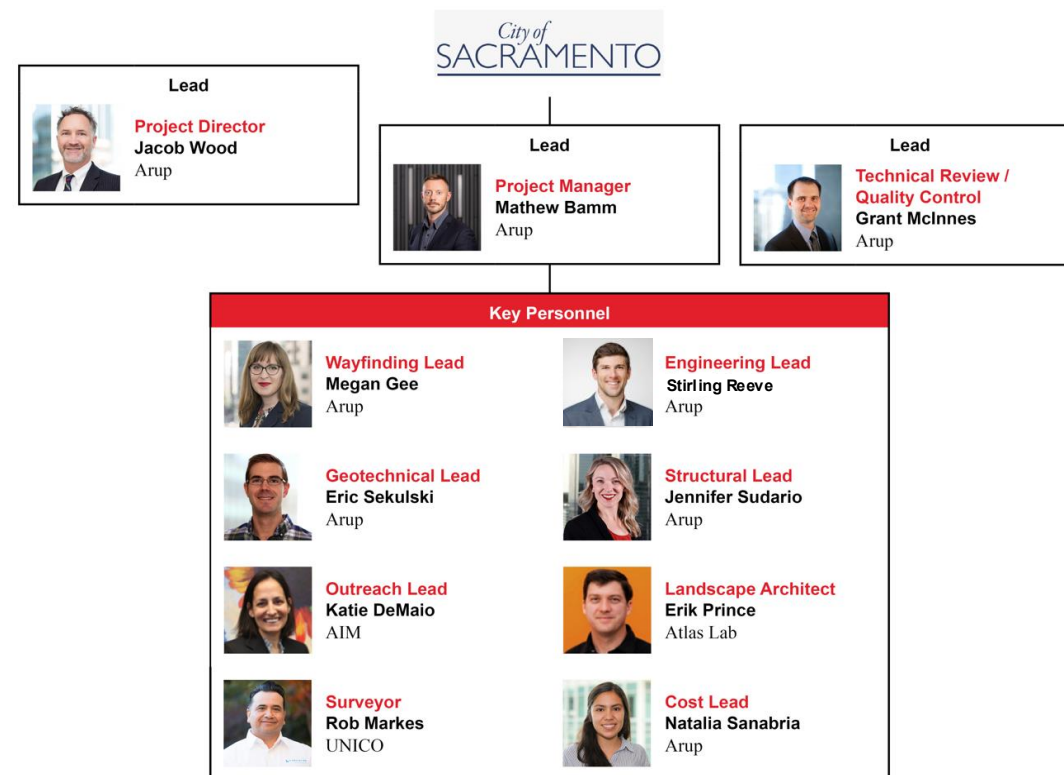 City of
SACRAMENTO
Lead
Project Director
Jacob Wood
Arup
Lead
Project Manager
Mathew Bamm
Arup
Lead
Technical Review /
Quality Control
Grant McInnes
Arup
Key Personnel
Wayfinding Lead
Megan Gee
Arup
Engineering Lead
Stirling Reeve
Arup
Geotechnical Lead
Eric Sekulski
Arup
Structural Lead
Jennifer Sudario
Arup
Outreach Lead
Katie DeMaio
AIM
Landscape Architect
Erik Prince
Atlas Lab
Surveyor
Rob Markes
UNICO
Cost Lead
Natalia Sanabria
Arup